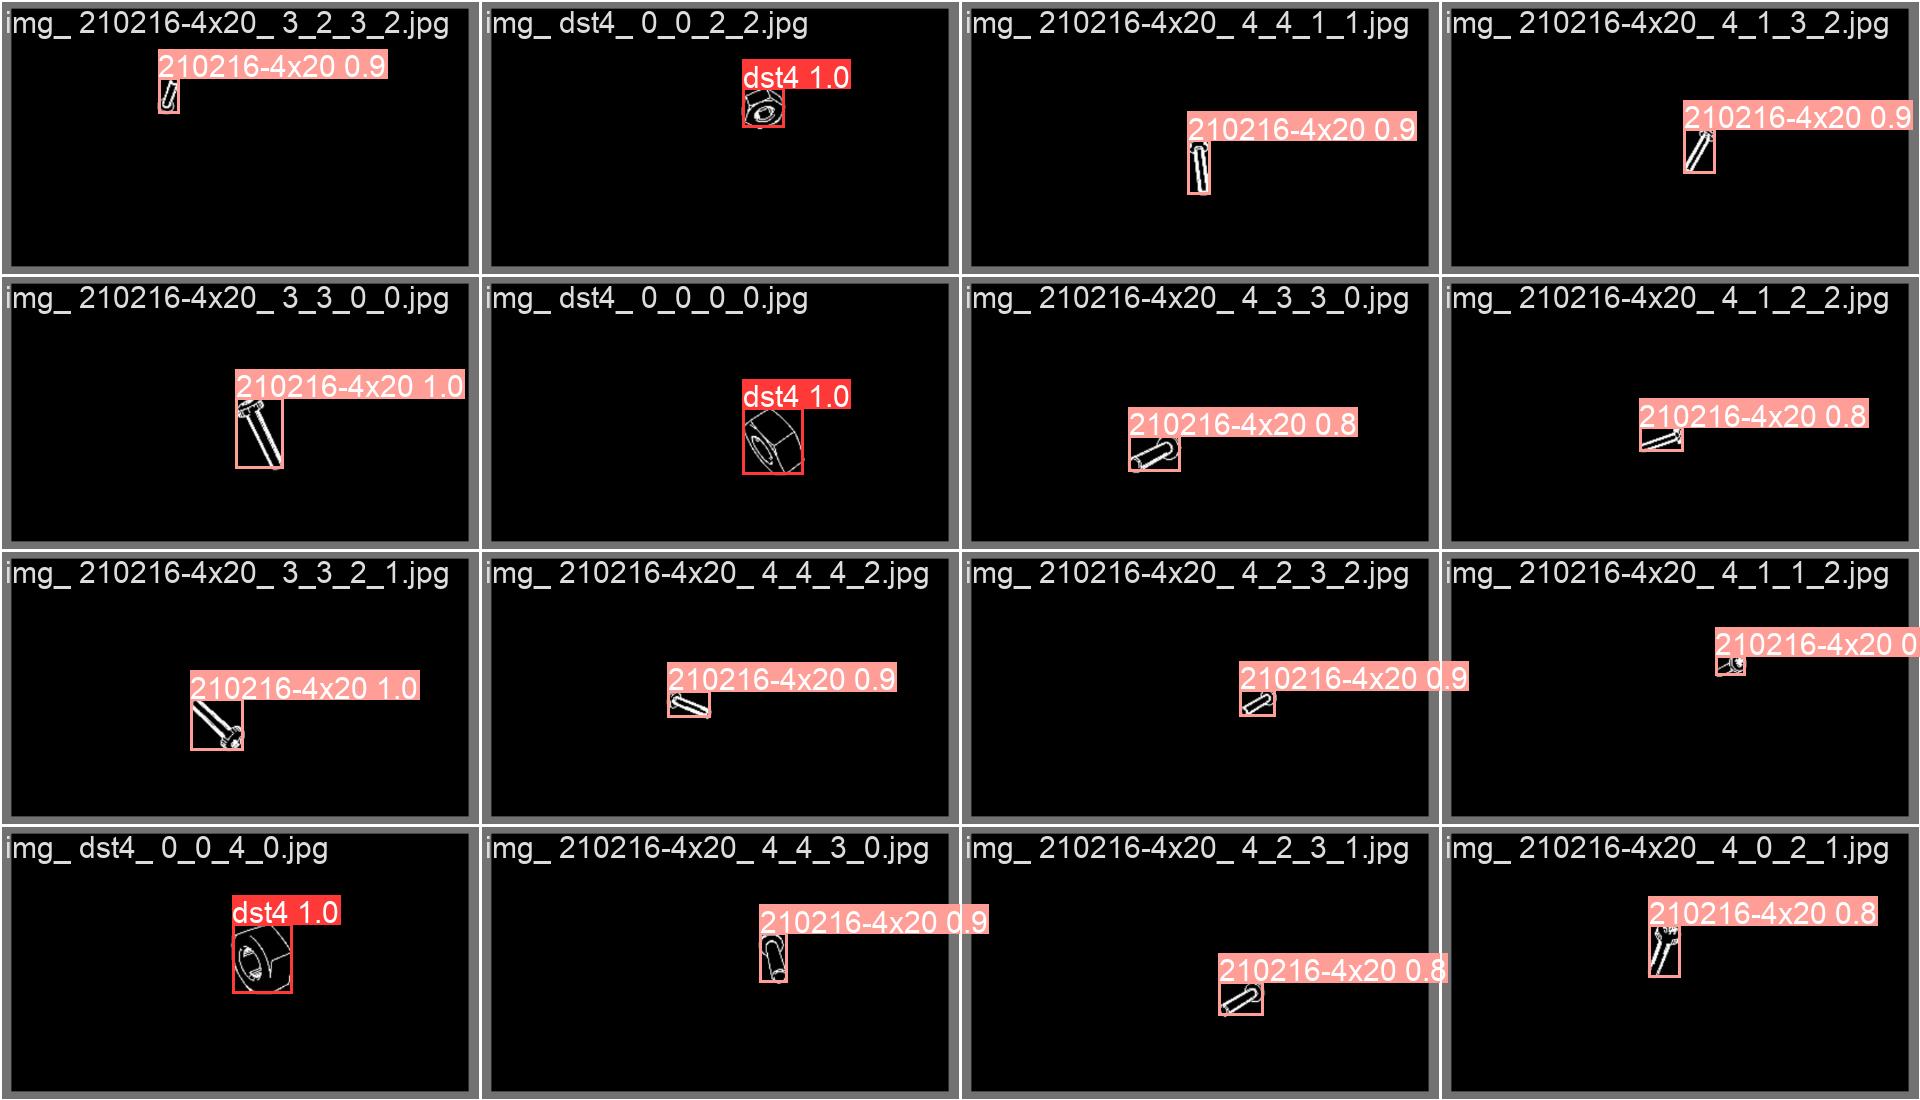 img_ 210216-4x20_ 3_2_3_2.jpg
210216-4x20 0.9
img_ dst4_ 0_0_2_2.jpg
dst4 1.0
img_ 210216-4x20_ 4_4_1_1.jpg
210216-4x20 0.9
img_ 210216-4x20_ 4_1_3_2.jpg
210216-4x20 0.9
img_ 210216-4x20_ 3_3_0_0.jpg
210216-4x20 1.0
img_ dst4_ 0_0_0_0.jpg
dst4 1.0
img_ 210216-4x20_ 4_3_3_0.jpg
210216-4x20 0.8
img_ 210216-4x20_ 4_1_2_2.jpg
210216-4x20 0.8
img_ 210216-4x20_ 3_3_2_1.jpg
210216-4x20 1.0
img_ 210216-4x20_ 4_4_4_2.jpg
210216-4x20 0.9
img_ 210216-4x20_ 4_2_3_2.jpg
210216-4x20 0.9
img_ 210216-4x20_ 4_1_1_2.jpg
210216-4x20 0
img_ dst4_ 0_0_4_0.jpg
dst4 1.0
img_ 210216-4x20_ 4_4_3_0.jpg
210216-4x20 0.9
img_ 210216-4x20_ 4_2_3_1.jpg
210216-4x20 0.8
img_ 210216-4x20_ 4_0_2_1.jpg
210216-4x20 0.8